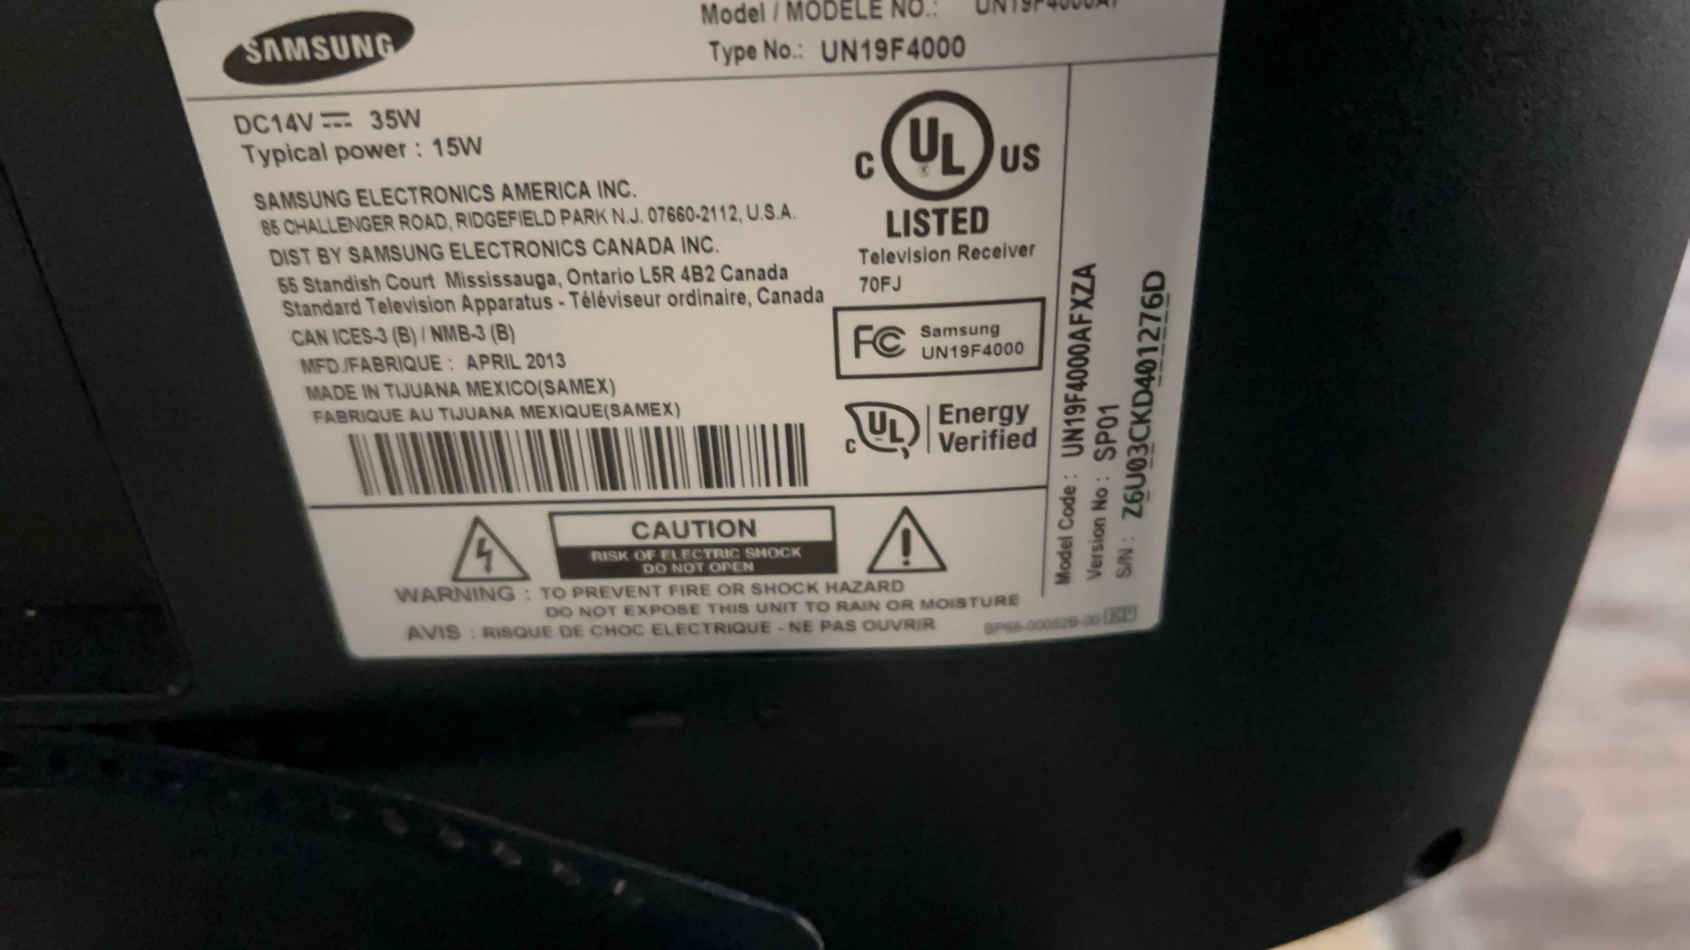 SAMSUNG
Model / MODELE NO.: UN19F4000AF
Type No.: UN19F4000
DC14V 35W
Typical power : 15W
SAMSUNG ELECTRONICS AMERICA INC.
85 CHALLENGER ROAD, RIDGEFIELD PARK N.J. 07660-2112, U.S.A.
DIST BY SAMSUNG ELECTRONICS CANADA INC.
55 Standish Court Mississauga, Ontario L5R 4B2 Canada
Standard Television Apparatus - Téléviseur ordinaire, Canada
CAN ICES-3 (B) / NMB-3 (B)
MFD./FABRIQUE : APRIL 2013
MADE IN TIJUANA MEXICO(SAMEX)
FABRIQUE AU TIJUANA MEXIQUE(SAMEX)
C UL ® US
LISTED
Television Receiver
70FJ
FC Samsung
UN19F4000
C UL Energy
Verified
CAUTION
RISK OF ELECTRIC SHOCK
DO NOT OPEN
WARNING : TO PREVENT FIRE OR SHOCK HAZARD
DO NOT EXPOSE THIS UNIT TO RAIN OR MOISTURE
AVIS : RISQUE DE CHOC ELECTRIQUE - NE PAS OUVRIR
Model Code : UN19F4000AFXZA
Version No : SP01
S/N : Z6U03CKD401276D